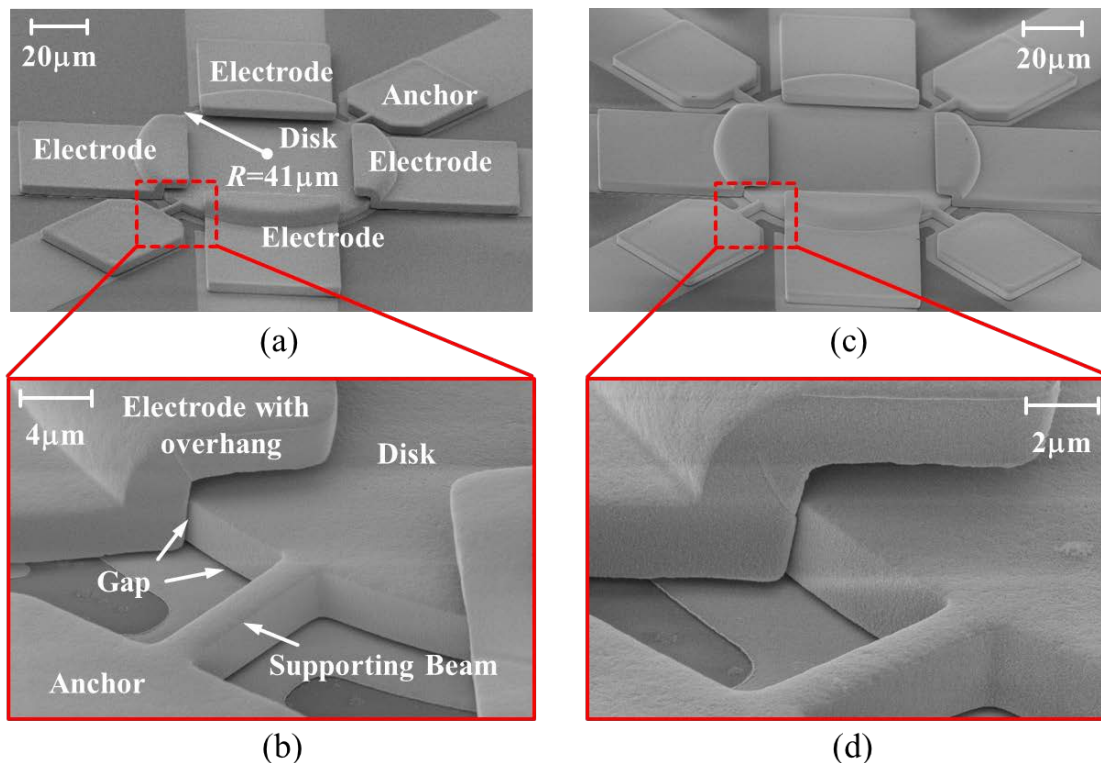 20μm
Electrode
Anchor
Electrode
Disk
R=41μm
Electrode
Electrode
(a)
20μm
(c)
4μm
Electrode with
overhang
Disk
Gap
Supporting Beam
Anchor
(b)
2μm
(d)